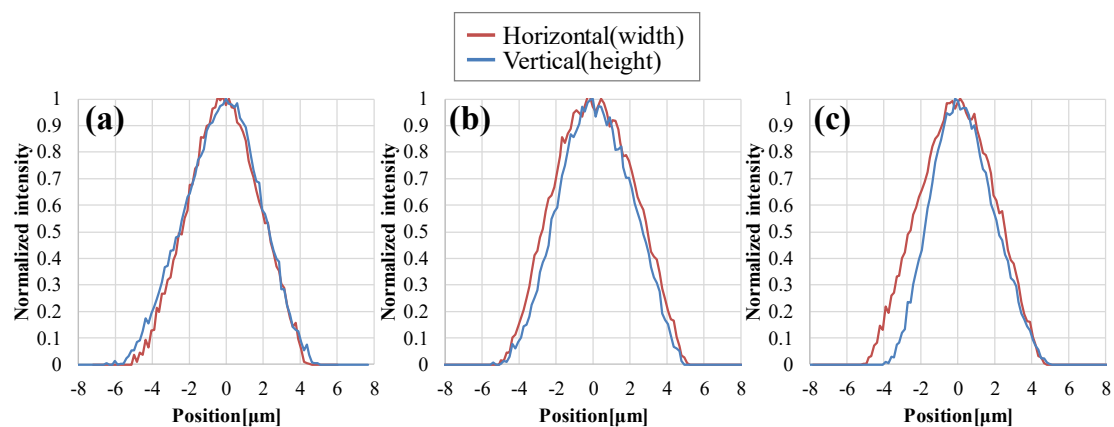 Horizontal(width)
Vertical(height)
(a)
Normalized intensity
1
0.9
0.8
0.7
0.6
0.5
0.4
0.3
0.2
0.1
0
-8 -6 -4 -2 0 2 4 6 8
Position[µm]
(b)
Normalized intensity
1
0.9
0.8
0.7
0.6
0.5
0.4
0.3
0.2
0.1
0
-8 -6 -4 -2 0 2 4 6 8
Position[µm]
(c)
Normalized intensity
1
0.9
0.8
0.7
0.6
0.5
0.4
0.3
0.2
0.1
0
-8 -6 -4 -2 0 2 4 6 8
Position[µm]